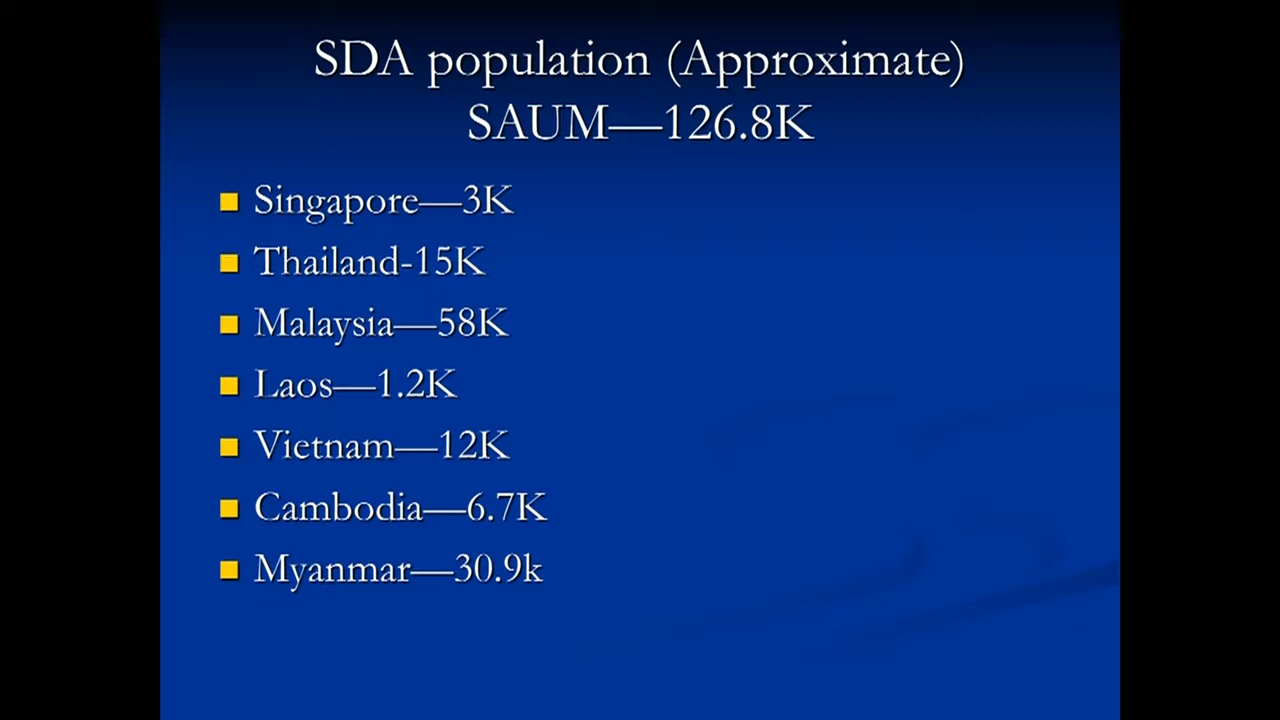 SDA population (Approximate)
SAUM—126.8K
Singapore—3K
Thailand-15K
Malaysia—58K
Laos—1.2K
Vietnam—12K
Cambodia—6.7K
Myanmar—30.9k